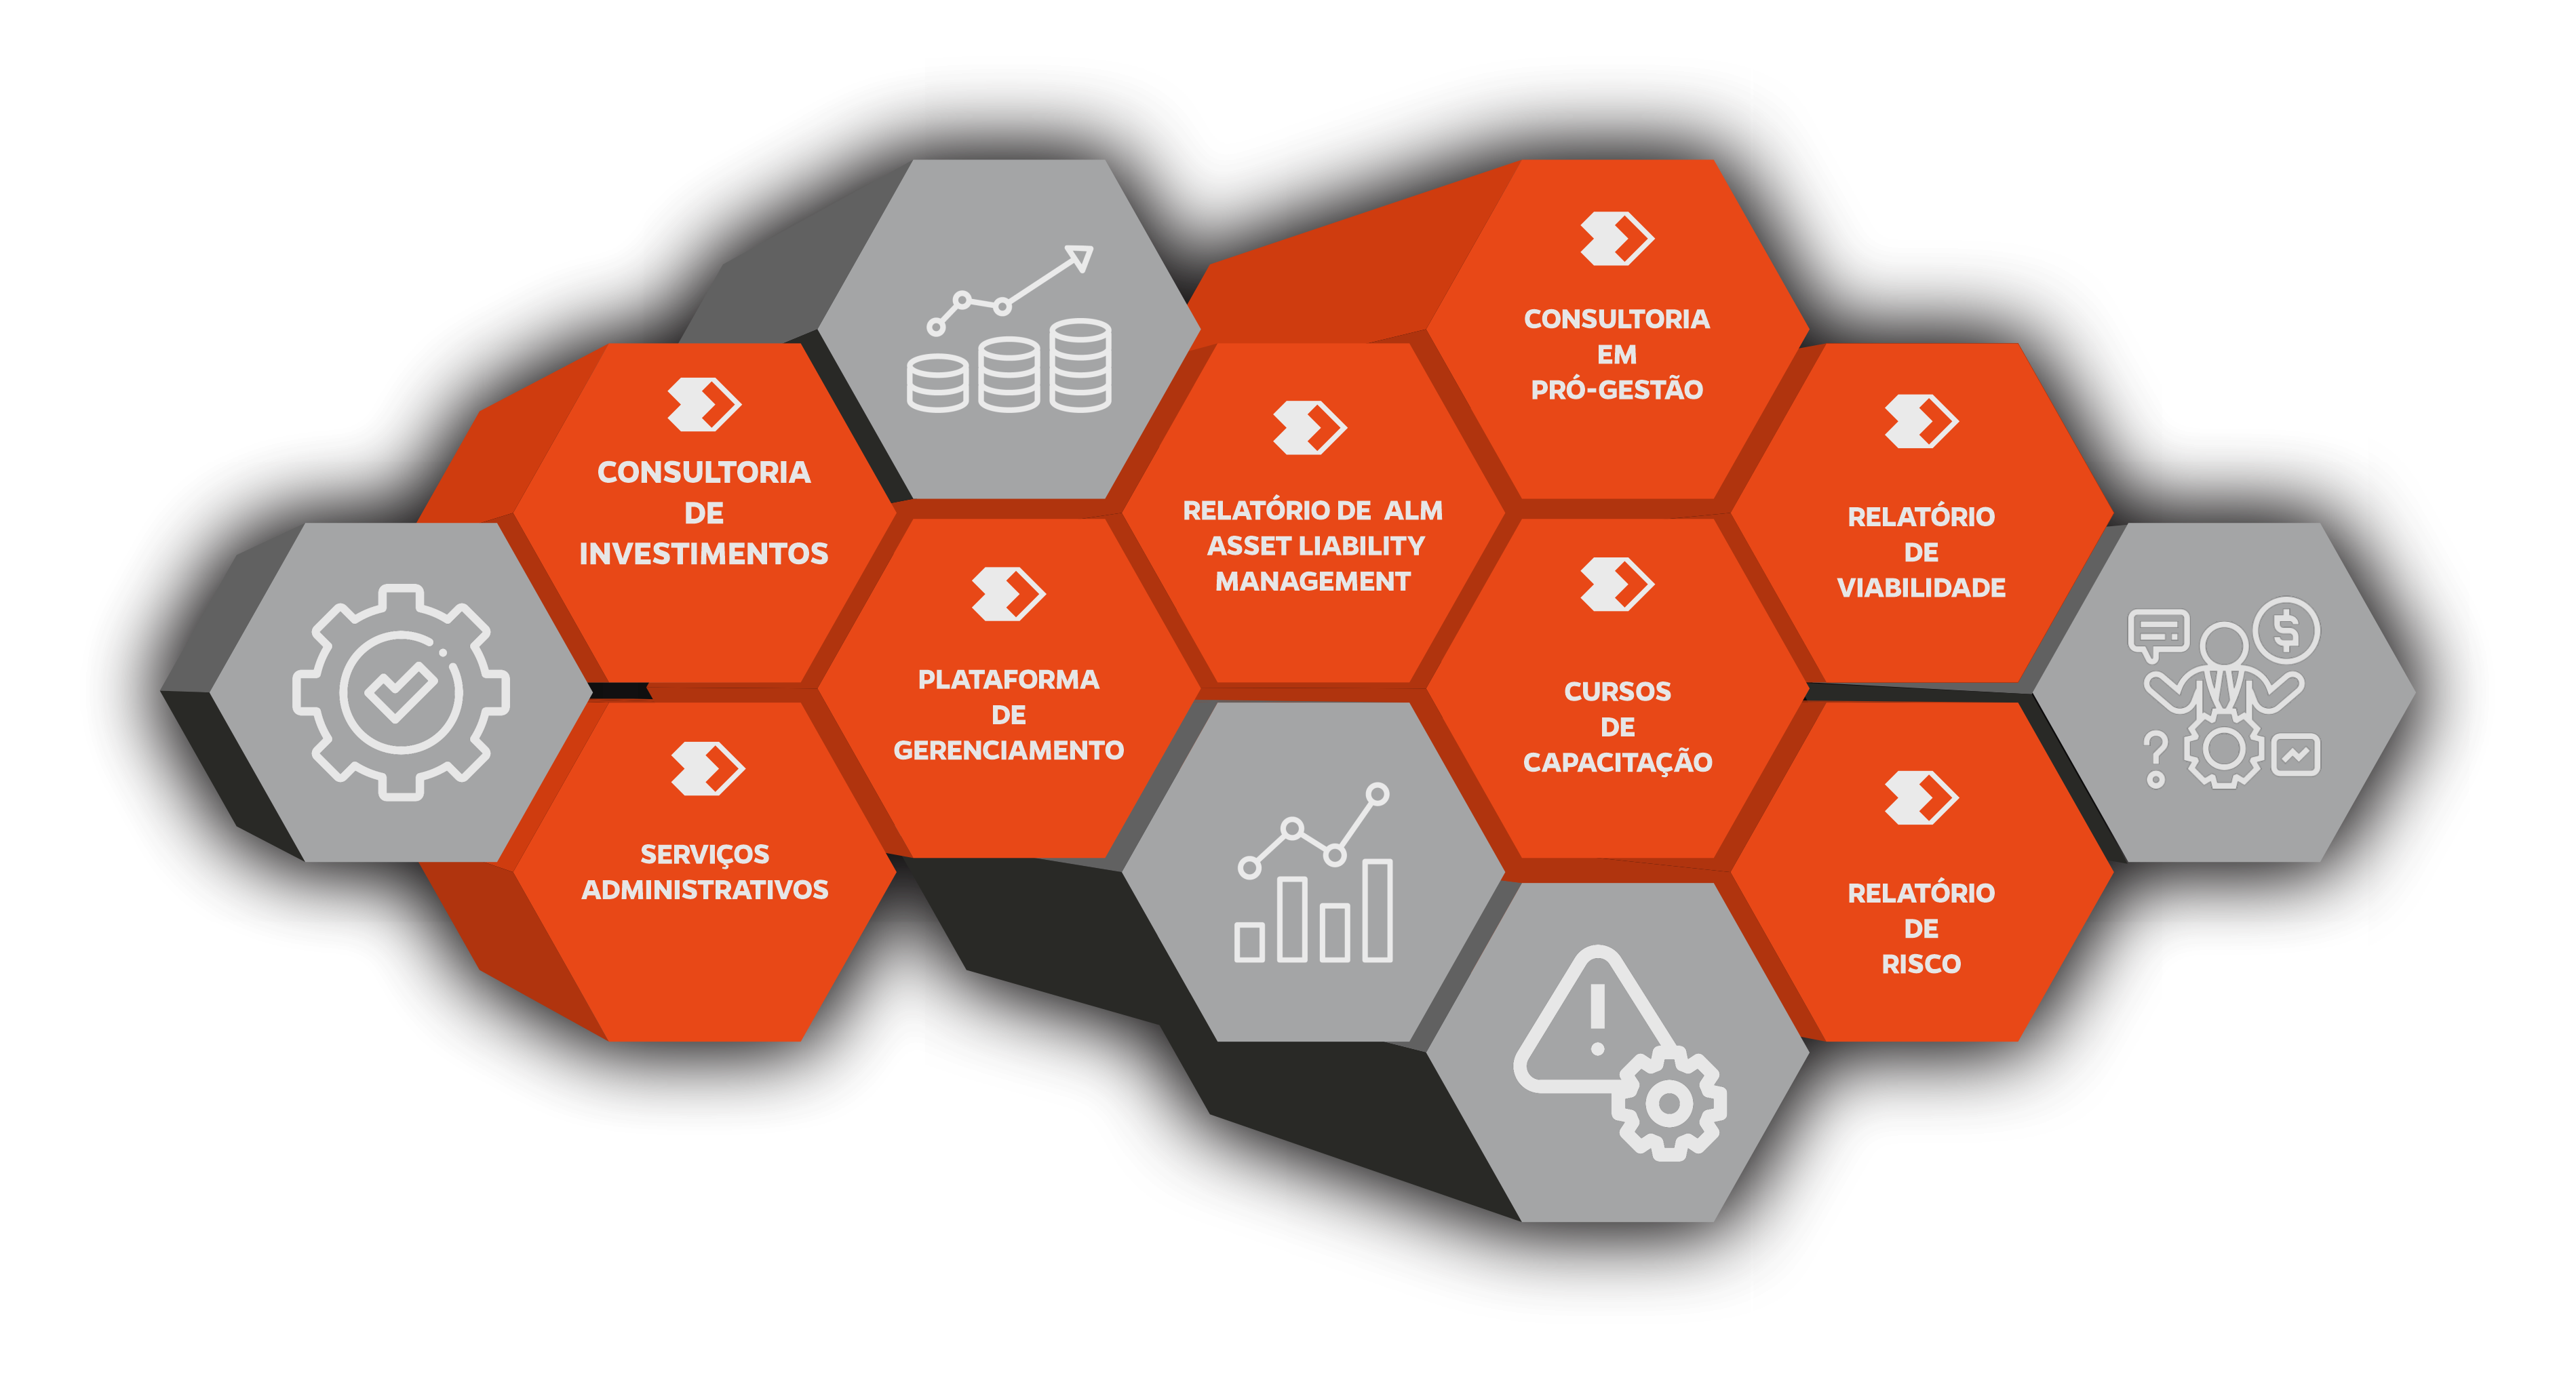 CONSULTORIA
DE
INVESTIMENTOS
SERVIÇOS
ADMINISTRATIVOS
PLATAFORMA
DE
GERENCIAMENTO
RELATÓRIO DE  ALM
ASSET LIABILITY
MANAGEMENT
CONSULTORIA
EM
PRÓ-GESTÃO
CURSOS
DE
CAPACITAÇÃO
RELATÓRIO
DE
VIABILIDADE
RELATÓRIO
DE
RISCO